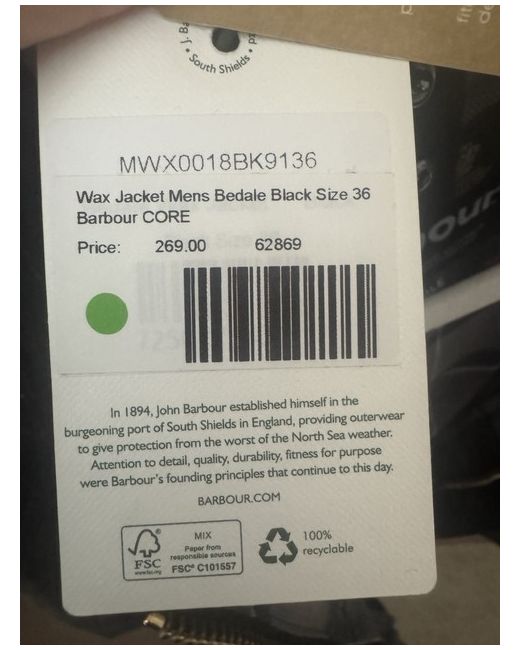 South Shields
MWX0018BK9136
Wax Jacket Mens Bedale Black Size 36
Barbour CORE
Price: 269.00 62869
In 1894, John Barbour established himself in the
burgeoning port of South Shields in England, providing outerwear
to give protection from the worst of the North Sea weather.
Attention to detail, quality, durability, fitness for purpose
were Barbour's founding principles that continue to this day.
BARBOUR.COM
FSC
www.fsc.org
MIX
Paper from
responsible sources
FSC® C101557
100%
recyclable